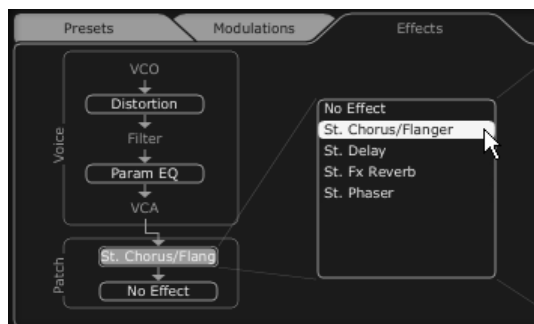 Presets
Modulations
Effects
VCO
Distortion
Filter
Param EQ
VCA
Voice
St. Chorus/Flang
No Effect
Patch
No Effect
St. Chorus/Flanger
St. Delay
St. Fx Reverb
St. Phaser